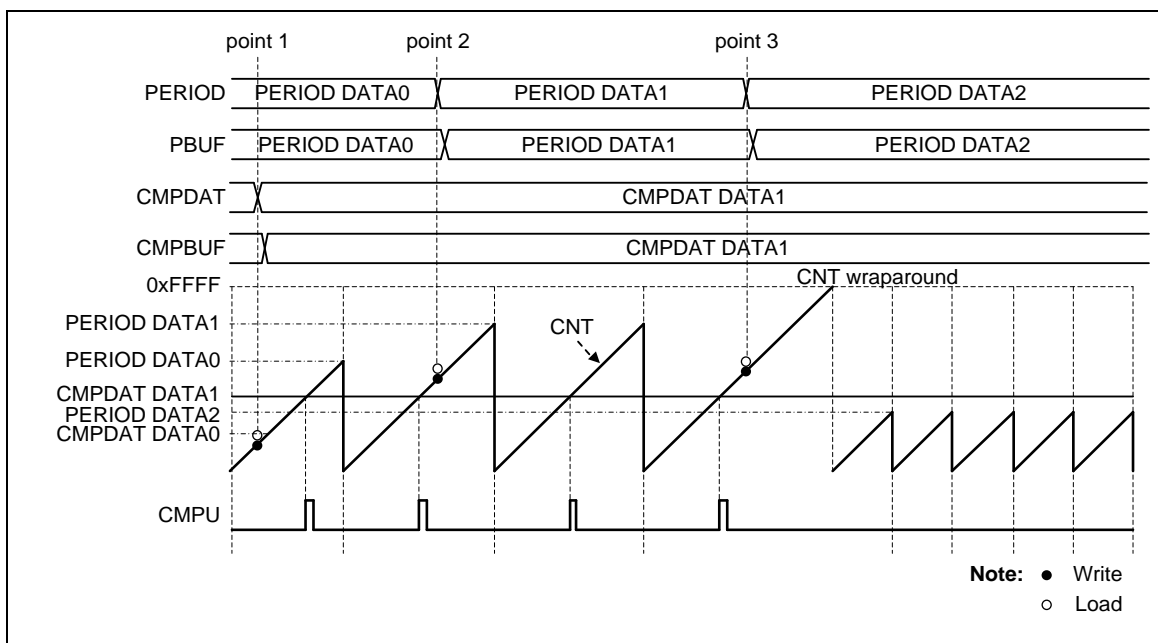 point 1 point 2 point 3
PERIOD PERIOD DATA0 PERIOD DATA1 PERIOD DATA2
PBUF PERIOD DATA0 PERIOD DATA1 PERIOD DATA2
CMPDAT CMPDAT DATA1
CMPBUF CMPDAT DATA1
0xFFFF CNT wraparound
PERIOD DATA1 CNT
PERIOD DATA0
CMPDAT DATA1
PERIOD DATA2
CMPDAT DATA0
CMPU
Note: Write
Load